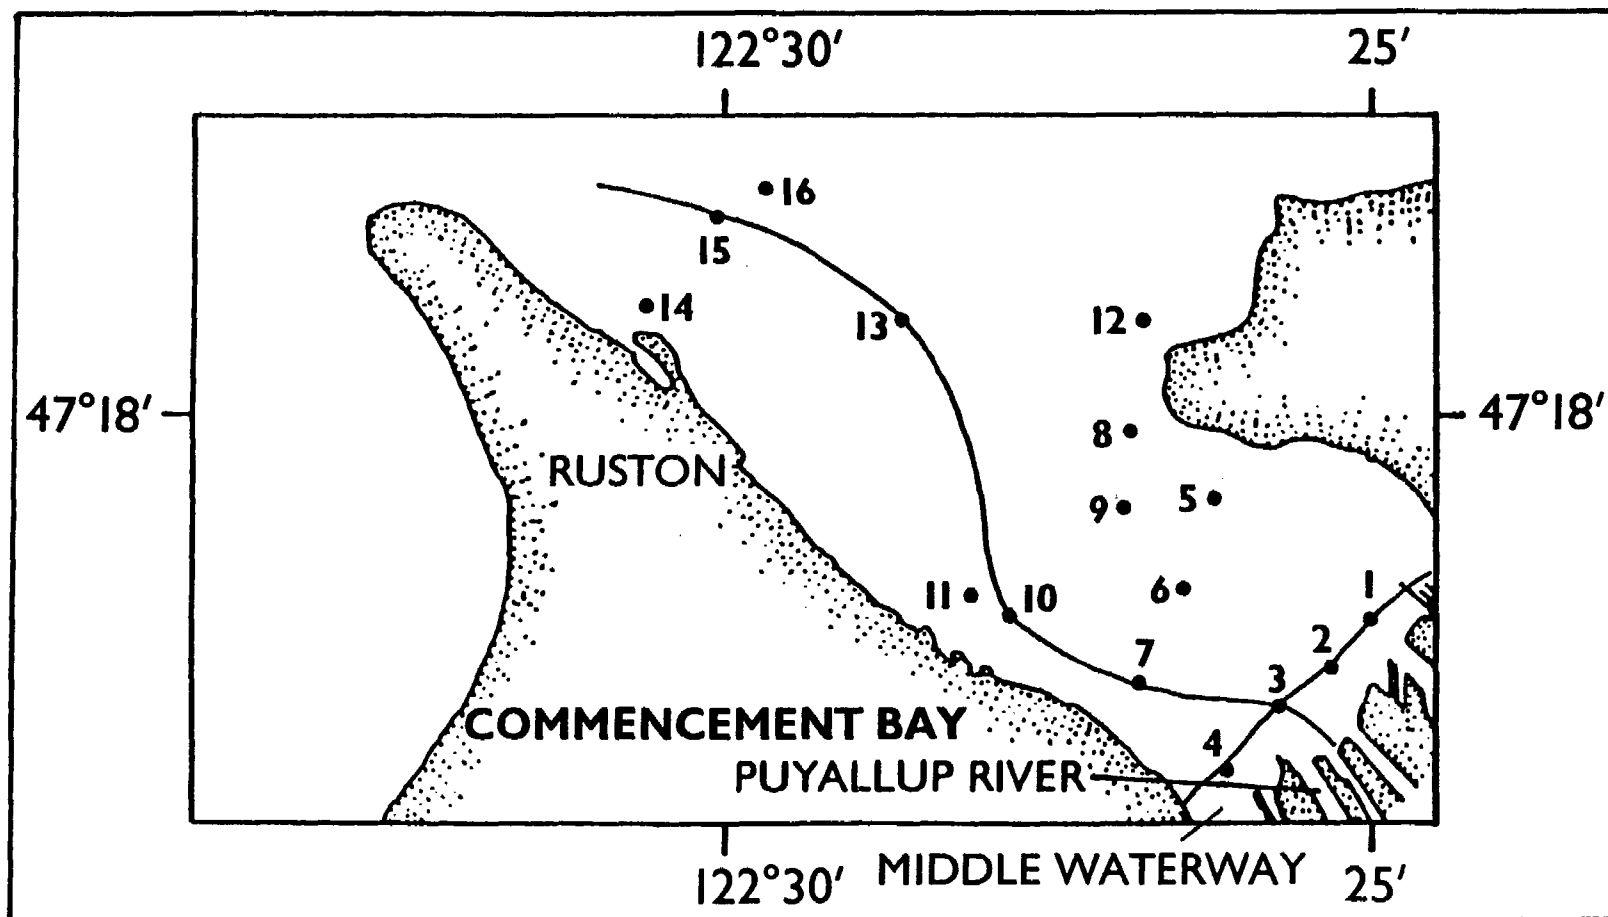 122°30′ 25′
16
15
14
13 12
47°18′ 47°18′
8
RUSTON
9 5
11 10 6 1
7 2
3
COMMENCEMENT BAY
4
PUYALLUP RIVER
MIDDLE WATERWAY
122°30′ 25′